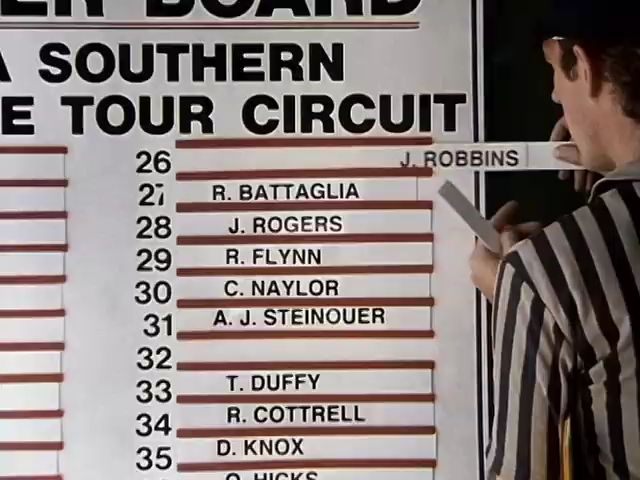 ER BOARD
A SOUTHERN
E TOUR CIRCUIT
26 J. ROBBINS
27 R. BATTAGLIA
28 J. ROGERS
29 R. FLYNN
30 C. NAYLOR
31 A. J. STEINOUER
32
33 T. DUFFY
34 R. COTTRELL
35 D. KNOX
O. HICKS